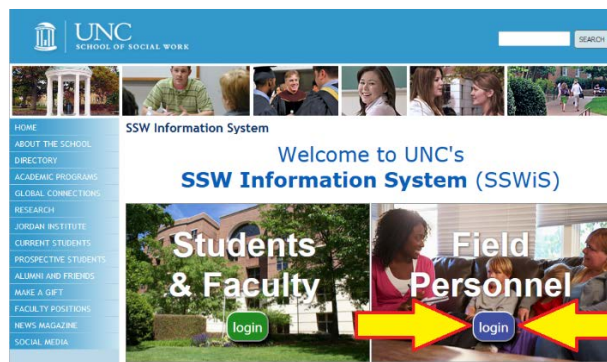 UNC
SCHOOL OF SOCIAL WORK
SEARCH
HOME
ABOUT THE SCHOOL
DIRECTORY
ACADEMIC PROGRAMS
GLOBAL CONNECTIONS
RESEARCH
JORDAN INSTITUTE
CURRENT STUDENTS
PROSPECTIVE STUDENTS
ALUMNI AND FRIENDS
MAKE A GIFT
FACULTY POSITIONS
NEWS MAGAZINE
SOCIAL MEDIA
SSW Information System
Welcome to UNC's
SSW Information System (SSWiS)
Students
& Faculty
login
Field
Personnel
login